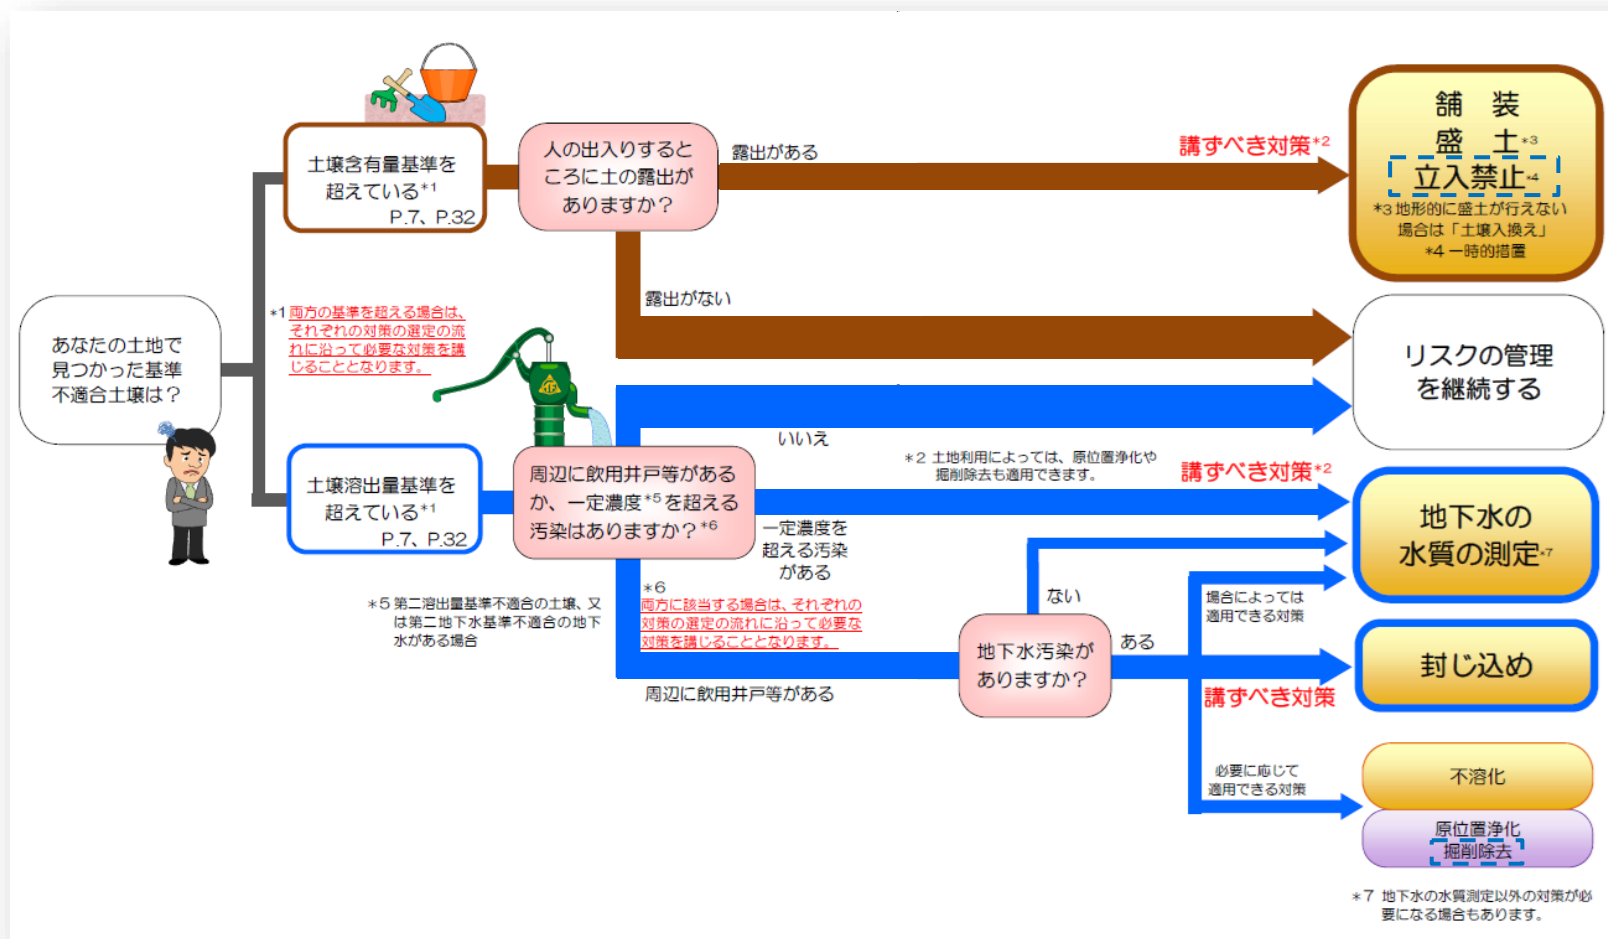 あなたの土地で
見つかった基準
不適合土壌は？
土壌含有量基準を
超えている*1
P.7、P.32
*1 両方の基準を超える場合は、
それぞれの対策の選定の流
れに沿って必要な対策を講
じることとなります。
土壌溶出量基準を
超えている*1
P.7、P.32
人の出入りすると
ころに土の露出が
ありますか？
露出がある
講ずべき対策*2
露出がない
舗　装
盛　土*3
立入禁止*4
*3 地形的に盛土が行えない
場合は「土壌入換え」
*4 一時的措置
リスクの管理
を継続する
周辺に飲用井戸等がある
か、一定濃度*5を超える
汚染はありますか？*6
いいえ
*2 土地利用によっては、原位置浄化や
掘削除去も適用できます。
講ずべき対策*2
一定濃度を
超える汚染
がある
*5 第二溶出量基準不適合の土壌、又
は第二地下水基準不適合の地下
水がある場合
*6
両方に該当する場合は、それぞれの
対策の選定の流れに沿って必要な
対策を講じることとなります。
周辺に飲用井戸等がある
地下水汚染が
ありますか？
ない
ある
場合によっては
適用できる対策
講ずべき対策
必要に応じて
適用できる対策
地下水の
水質の測定*7
封じ込め
不溶化
原位置浄化
掘削除去
*7 地下水の水質測定以外の対策が必
要になる場合もあります。